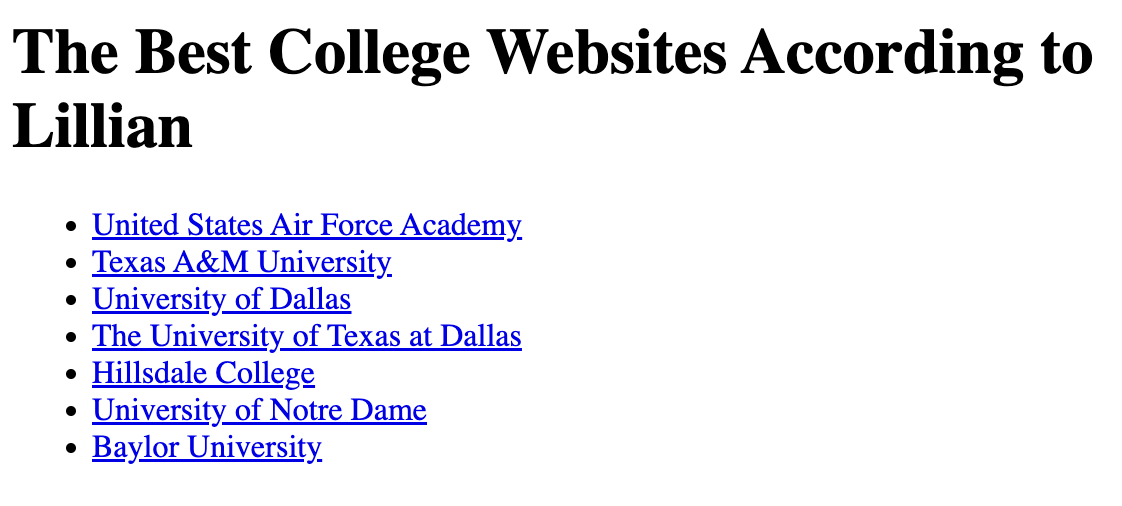 The Best College Websites According to
Lillian
United States Air Force Academy
Texas A&M University
University of Dallas
The University of Texas at Dallas
Hillsdale College
University of Notre Dame
Baylor University